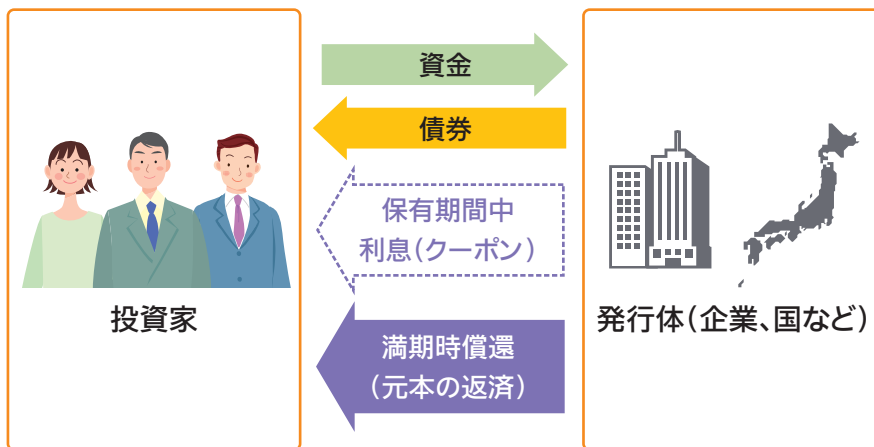 資金
債券
保有期間中
利息(クーポン)
満期時償還
(元本の返済)
投資家
発行体(企業、国など)